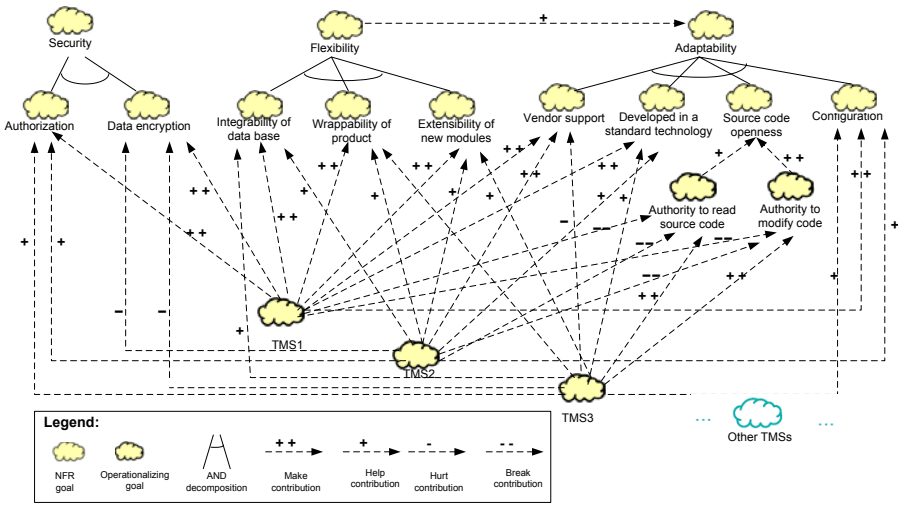 +
Security
Flexibility
Adaptability
Authorization
Data encryption
Integrability of
data base
Wrappability of
product
Extensibility of
new modules
Vendor support
Developed in a
standard technology
Source code
openness
Configuration
+ +
+ +
+ +
+ +
+ +
+
+ +
+ +
+ +
+
+
+
+
+
+
Authority to read
source code
Authority to
modify code
-
--
--
--
+
+
+ +
+ +
+ +
+
+
- -
TMS1
+
TMS2
TMS3
... ...
Other TMSs
Legend:
+ + + - - -
NFR
goal
Operationalizing
goal
AND
decomposition
Make
contribution
Help
contribution
Hurt
contribution
Break
contribution